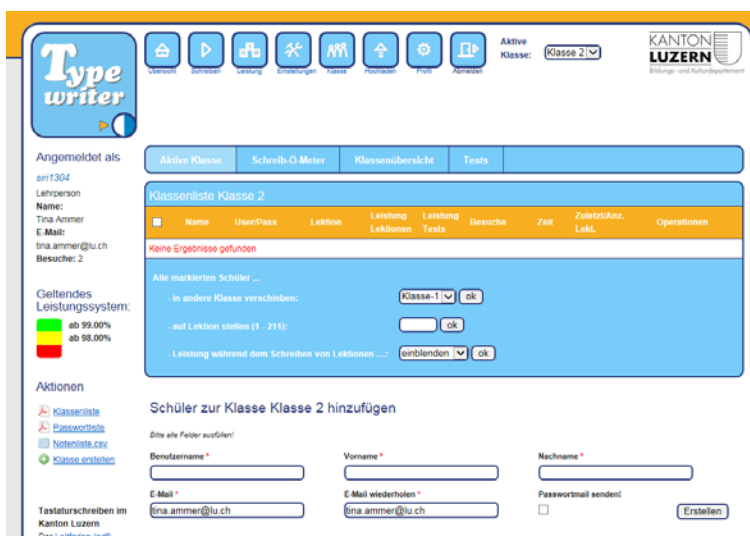 Type
writer
Übersicht
Schreiben
Leistung
Einstellungen
Klasse
Hochladen
Profil
Abmelden
Aktive
Klasse:
Klasse 2
KANTON
LUZERN
Bildungs- und Kulturdepartement
Angemeldet als
siri1304
Lehrperson
Name:
Tina Ammer
E-Mail:
tina.ammer@lu.ch
Besuche: 2
Geltendes
Leistungssystem:
ab 99.00%
ab 98.00%
Aktionen
Klassenliste
Passwortliste
Notenliste.csv
Klasse erstellen
Tastaturschreiben im
Kanton Luzern
Der Leitfaden (pdf)
Aktive Klasse
Schreib-O-Meter
Klassenübersicht
Tests
Klassenliste Klasse 2
Name
User/Pass
Lektion
Leistung
Lektionen
Leistung
Tests
Besuche
Zeit
Zuletzt/Anz.
Lekt.
Operationen
Keine Ergebnisse gefunden
Alle markierten Schüler ...
- in andere Klasse verschieben: Klasse-1 ok
- auf Lektion stellen (1 - 211): ok
- Leistung während dem Schreiben von Lektionen ...: einblenden ok
Schüler zur Klasse Klasse 2 hinzufügen
Bitte alle Felder ausfüllen!
Benutzername *
Vorname *
Nachname *
E-Mail *
E-Mail wiederholen *
Passwortmail senden!
tina.ammer@lu.ch
tina.ammer@lu.ch
Erstellen